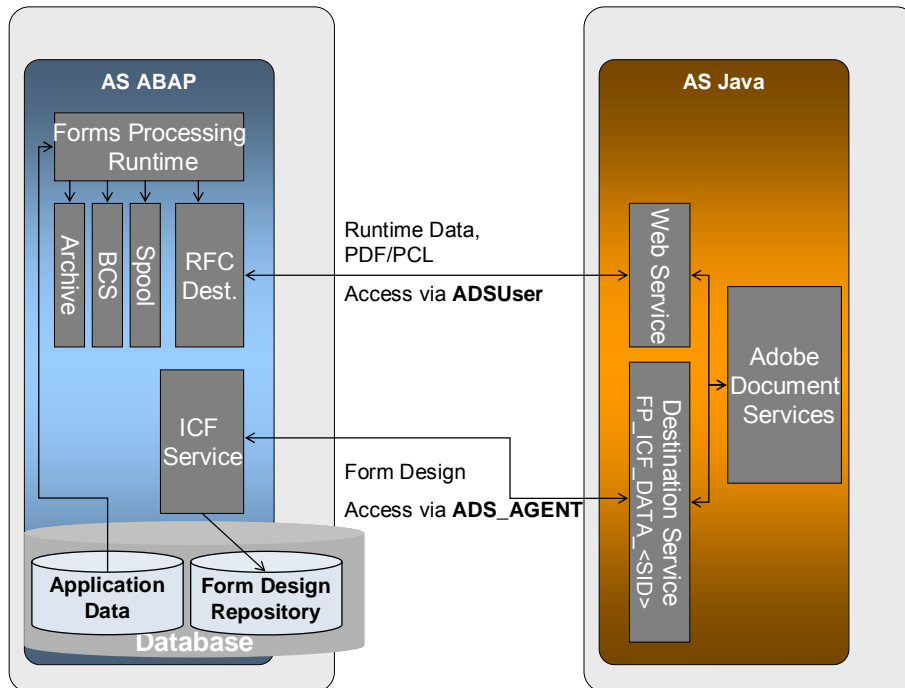 AS ABAP
Forms Processing
Runtime
Archive
BCS
Spool
RFC
Dest.
ICF
Service
Application
Data
Form Design
Repository
Database
Runtime Data,
PDF/PCL
Access via ADSUser
Form Design
Access via ADS_AGENT
AS Java
Web Service
Destination Service
FP_ICF_DATA_<SID>
Adobe
Document
Services